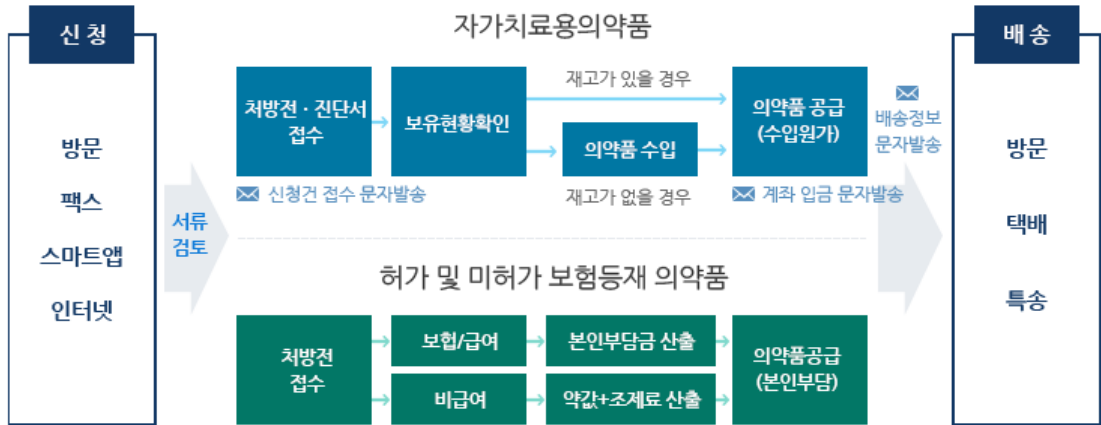 신청
방문
팩스
스마트앱
인터넷
서류
검토
자가치료용의약품
처방전·진단서
접수
보유현황확인
재고가 있을 경우
의약품 수입
재고가 없을 경우
의약품 공급
(수입원가)
신청건 접수 문자발송
계좌 입금 문자발송
배송정보
문자발송
허가 및 미허가 보험등재 의약품
처방전
접수
보헙/급여
본인부담금 산출
비급여
약값+조제료 산출
의약품공급
(본인부담)
배송
방문
택배
특송